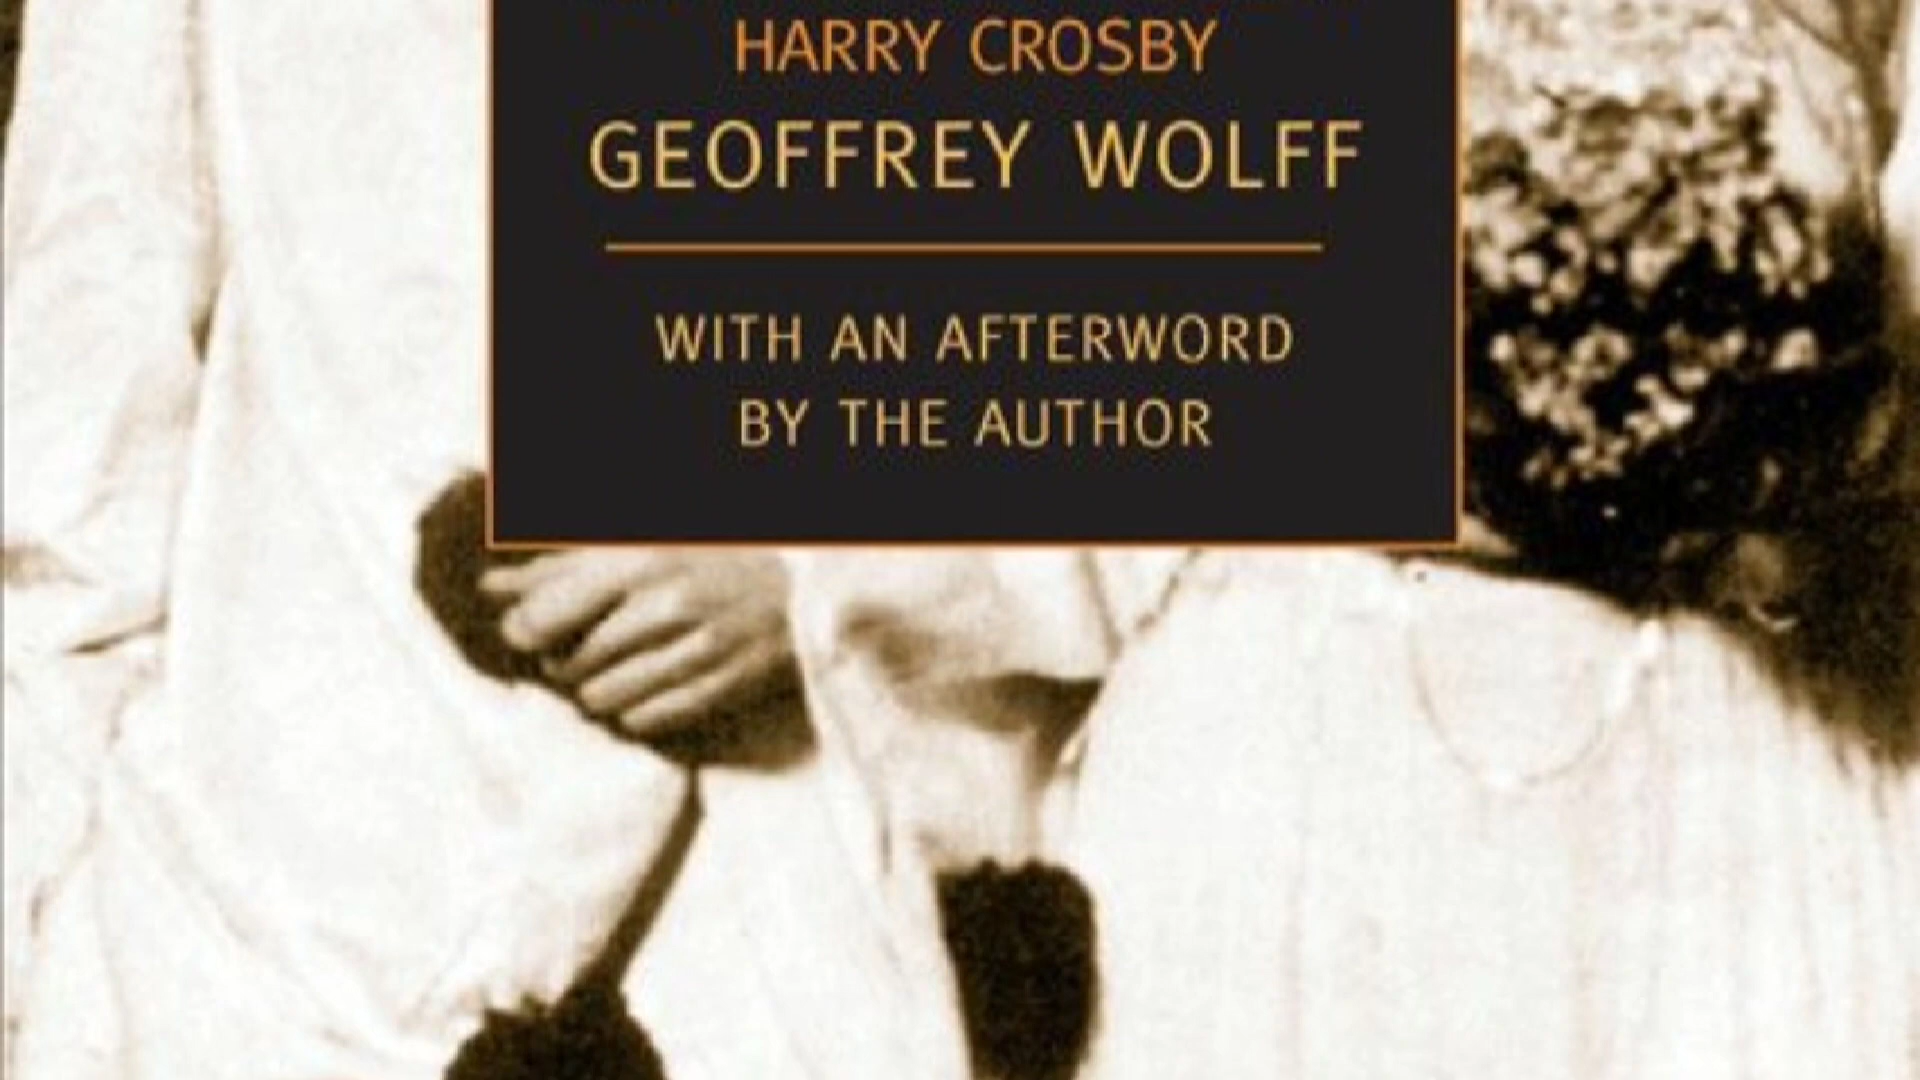 HARRY CROSBY
GEOFFREY WOLFF
WITH AN AFTERWORD
BY THE AUTHOR